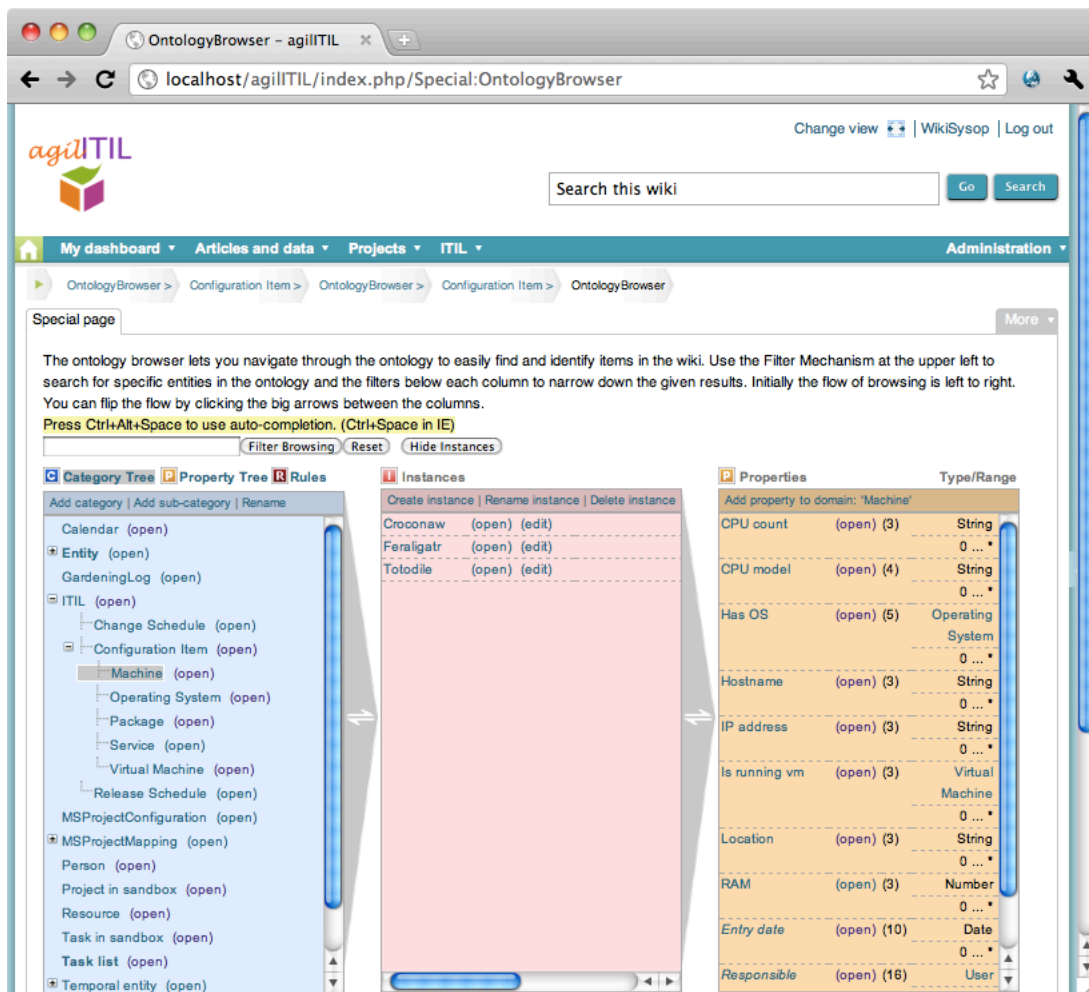 OntologyBrowser – agilITIL
localhost/agilITIL/index.php/Special:OntologyBrowser
Change view | WikiSysop | Log out
agilITIL
Search this wiki
Go
Search
My dashboard
Articles and data
Projects
ITIL
Administration
OntologyBrowser >
Configuration Item >
OntologyBrowser >
Configuration Item >
OntologyBrowser
Special page
More
The ontology browser lets you navigate through the ontology to easily find and identify items in the wiki. Use the Filter Mechanism at the upper left to
search for specific entities in the ontology and the filters below each column to narrow down the given results. Initially the flow of browsing is left to right.
You can flip the flow by clicking the big arrows between the columns.
Press Ctrl+Alt+Space to use auto-completion. (Ctrl+Space in IE)
Filter Browsing
Reset
Hide Instances
C Category Tree P Property Tree R Rules
Add category | Add sub-category | Rename
Calendar (open)
Entity (open)
GardeningLog (open)
ITIL (open)
Change Schedule (open)
Configuration Item (open)
Machine (open)
Operating System (open)
Package (open)
Service (open)
Virtual Machine (open)
Release Schedule (open)
MSProjectConfiguration (open)
MSProjectMapping (open)
Person (open)
Project in sandbox (open)
Resource (open)
Task in sandbox (open)
Task list (open)
Temporal entity (open)
I Instances
Create instance | Rename instance | Delete instance
Croconaw (open) (edit)
Feraligatr (open) (edit)
Totodile (open) (edit)
P Properties Type/Range
Add property to domain: 'Machine'
CPU count (open) (3) String
0 ... *
CPU model (open) (4) String
0 ... *
Has OS (open) (5) Operating
System
0 ... *
Hostname (open) (3) String
0 ... *
IP address (open) (3) String
0 ... *
Is running vm (open) (3) Virtual
Machine
0 ... *
Location (open) (3) String
0 ... *
RAM (open) (3) Number
0 ... *
Entry date (open) (10) Date
0 ... *
Responsible (open) (16) User